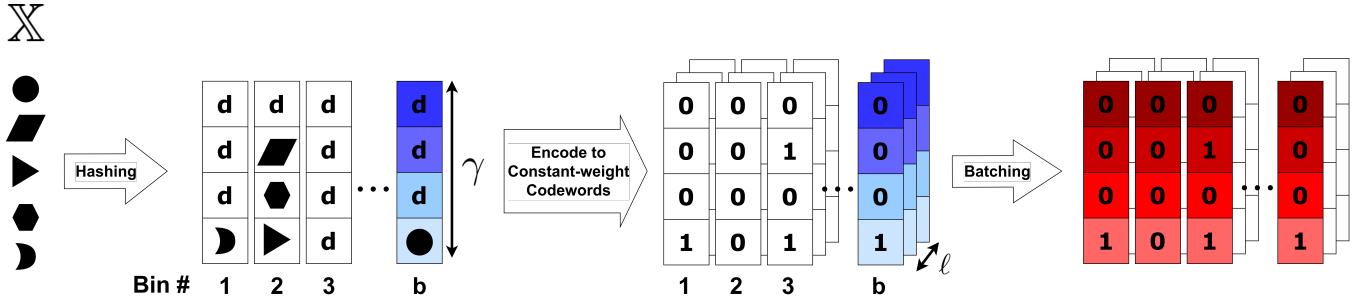 𝕏
Hashing
d d d d
d d d
d d d
d
γ
Bin # 1 2 3 b
Encode to
Constant-weight
Codewords
0 0 0 0
0 0 1 0
0 0 0 0
1 0 1 1
ℓ
1 2 3 b
Batching
0 0 0 0
0 0 1 0
0 0 0 0
1 0 1 1